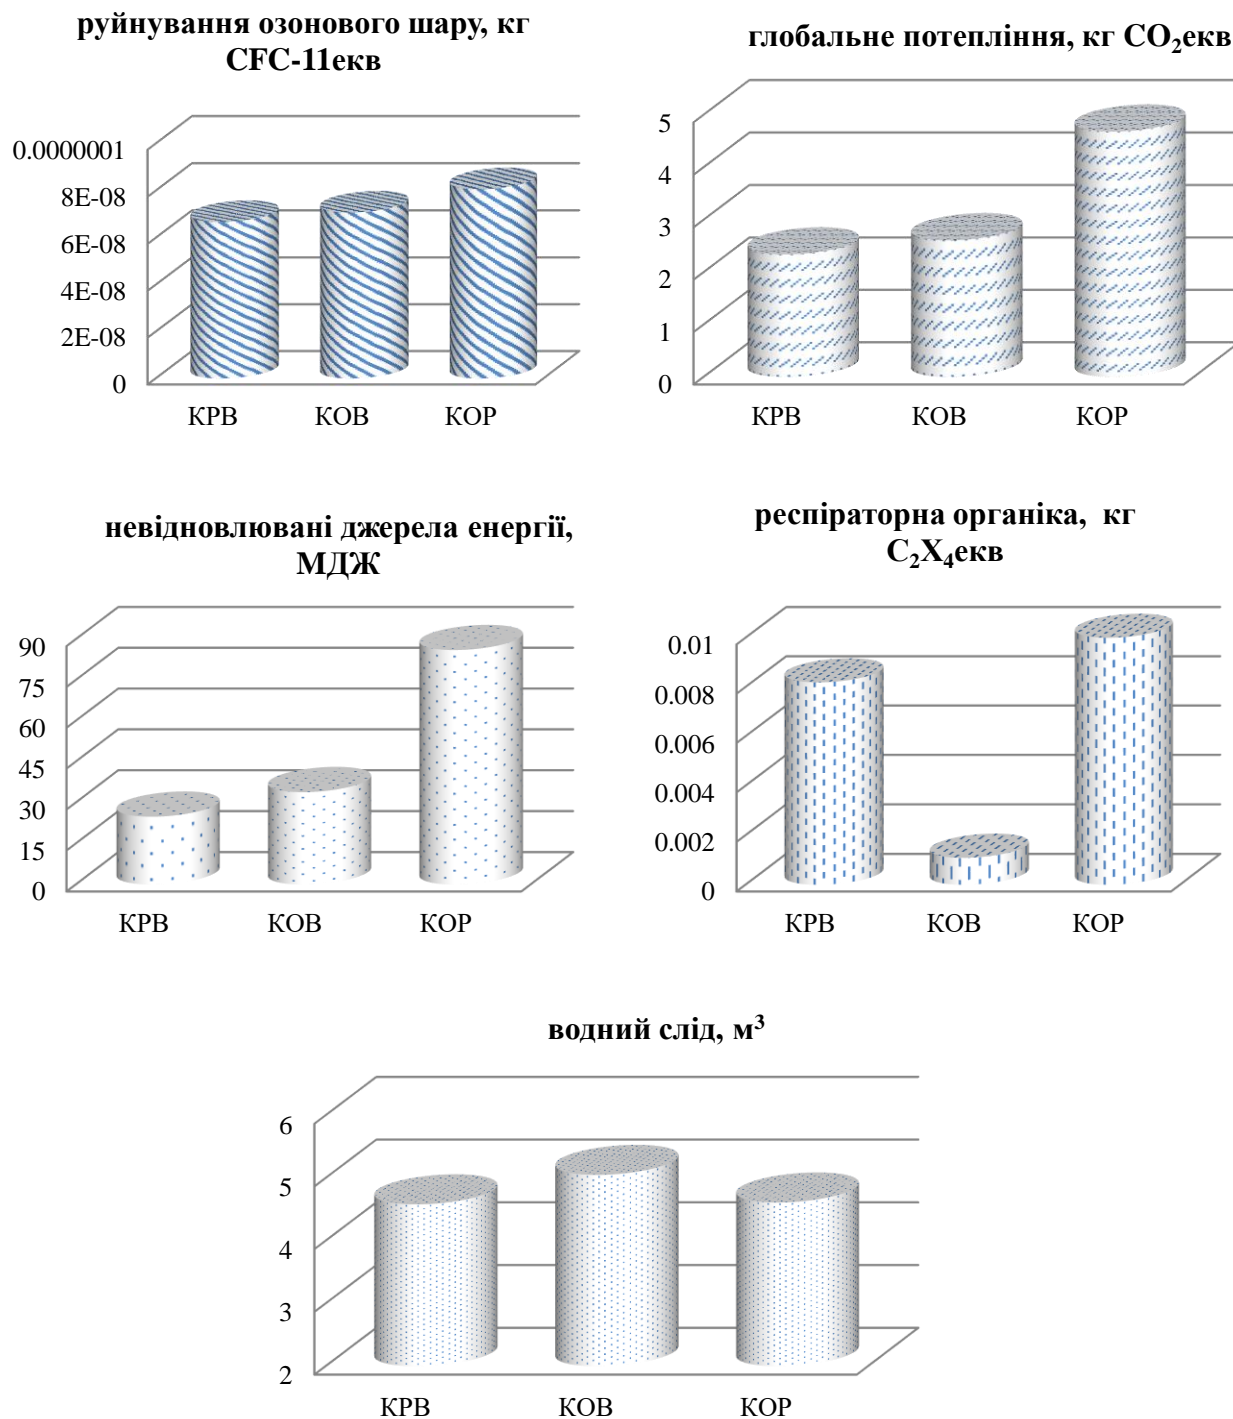 руйнування озонового шару, кг
CFC-11екв
0.0000001
8E-08
6E-08
4E-08
2E-08
0
КРВ КОВ КОР
глобальне потепління, кг CO₂екв
5
4
3
2
1
0
КРВ КОВ КОР
невідновлювані джерела енергії,
МДЖ
90
75
60
45
30
15
0
КРВ КОВ КОР
респіраторна органіка, кг
C₂X₄екв
0.01
0.008
0.006
0.004
0.002
0
КРВ КОВ КОР
водний слід, м³
6
5
4
3
2
КРВ КОВ КОР